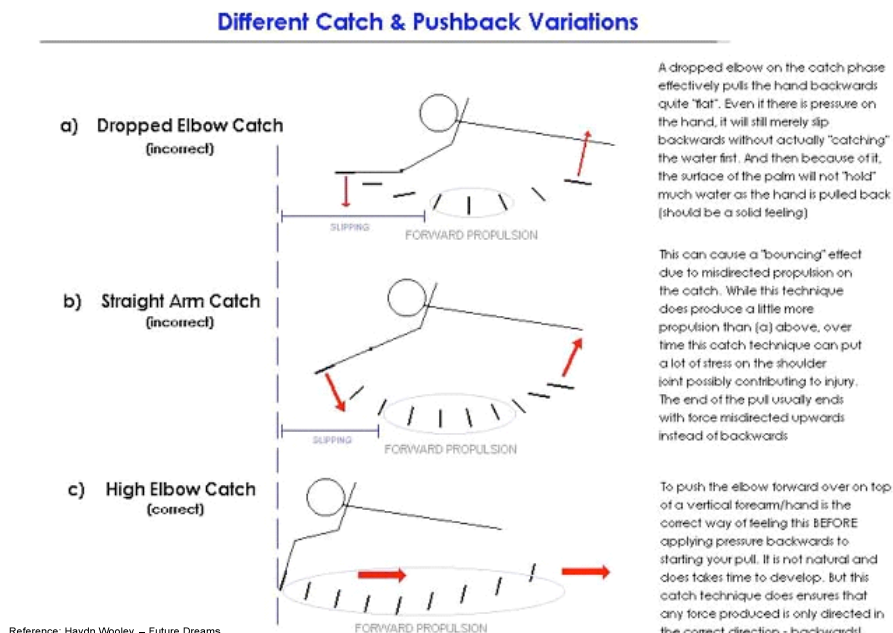 Different Catch & Pushback Variations
a) Dropped Elbow Catch
(incorrect)
SLIPPING
FORWARD PROPULSION
A dropped elbow on the catch phase
effectively pulls the hand backwards
quite "flat". Even if there is pressure on
the hand, it will still merely slip
backwards without actually "catching"
the water first. And then because of it,
the surface of the palm will not "hold"
much water as the hand is pulled back
(should be a solid feeling)
b) Straight Arm Catch
(incorrect)
SLIPPING
FORWARD PROPULSION
This can cause a "bouncing" effect
due to misdirected propulsion on
the catch. While this technique
does produce a little more
propulsion than (a) above, over
time this catch technique can put
a lot of stress on the shoulder
joint possibly contributing to injury.
The end of the pull usually ends
with force misdirected upwards
instead of backwards
c) High Elbow Catch
(correct)
FORWARD PROPULSION
To push the elbow forward over on top
of a vertical forearm/hand is the
correct way of feeling this BEFORE
applying pressure backwards to
starting your pull. It is not natural and
does takes time to develop. But this
catch technique does ensures that
any force produced is only directed in
the correct direction - backwards!
Reference: Haydn Wooley – Future Dreams